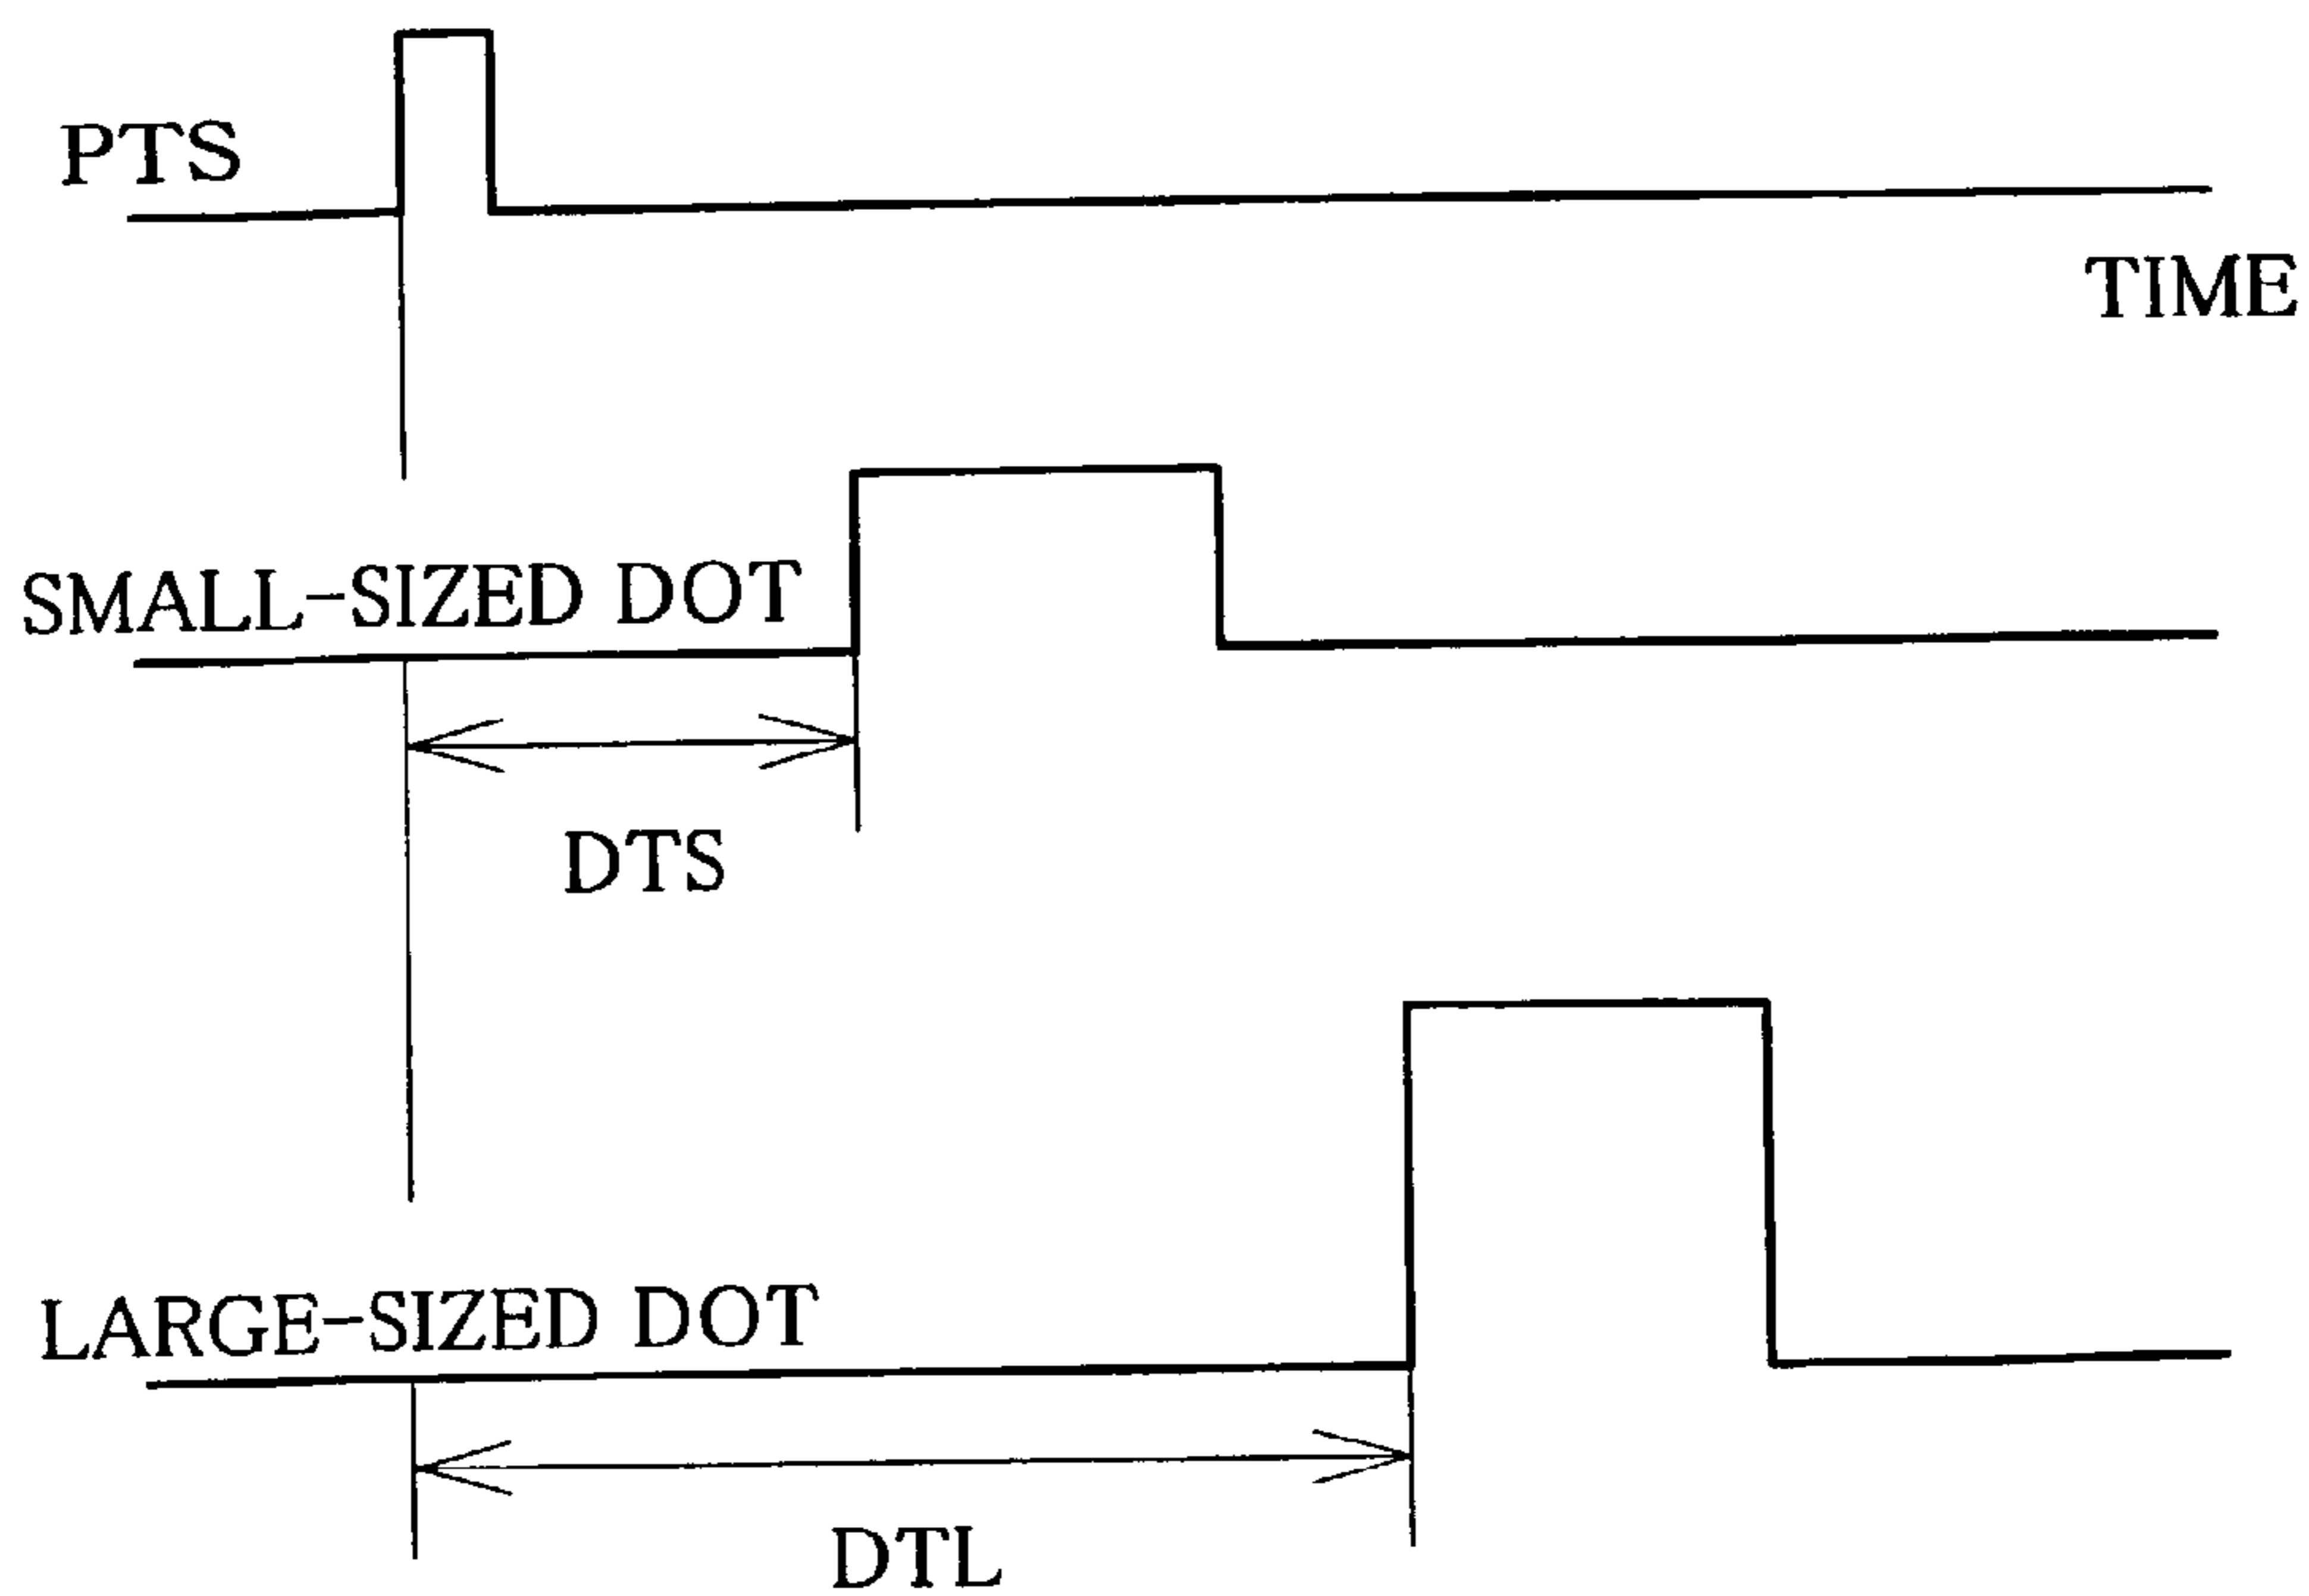 PTS
TIME
SMALL-SIZED DOT
DTS
LARGE-SIZED DOT
DTL